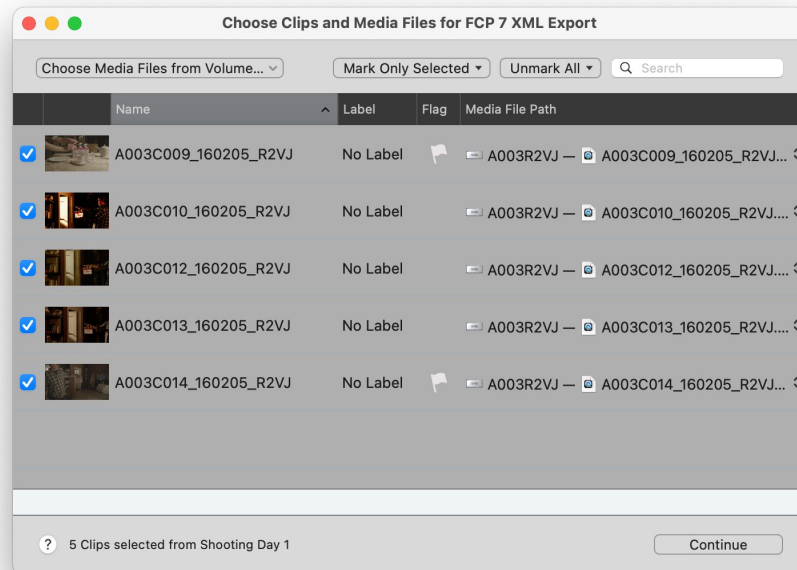 Choose Clips and Media Files for FCP 7 XML Export
Choose Media Files from Volume... Mark Only Selected Unmark All Search
Name Label Flag Media File Path
A003C009_160205_R2VJ No Label A003R2VJ — A003C009_160205_R2VJ...
A003C010_160205_R2VJ No Label A003R2VJ — A003C010_160205_R2VJ....
A003C012_160205_R2VJ No Label A003R2VJ — A003C012_160205_R2VJ....
A003C013_160205_R2VJ No Label A003R2VJ — A003C013_160205_R2VJ....
A003C014_160205_R2VJ No Label A003R2VJ — A003C014_160205_R2VJ...
? 5 Clips selected from Shooting Day 1 Continue